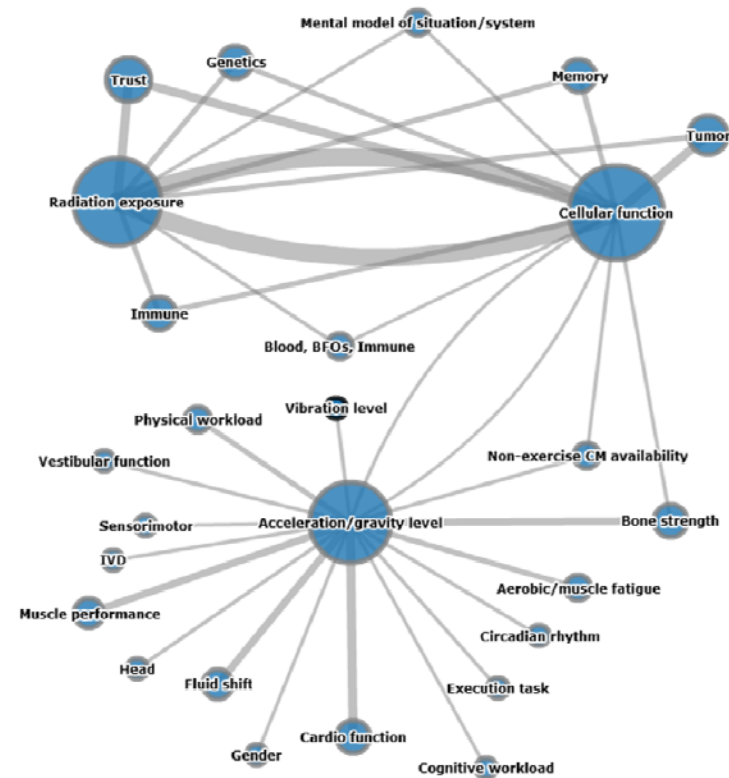 Mental model of situation/system
Genetics
Trust
Memory
Tumor
Radiation exposure
Cellular function
Immune
Blood, BFOs, Immune
Vibration level
Physical workload
Non-exercise CM availability
Vestibular function
Sensorimotor
Acceleration/gravity level
Bone strength
IVD
Aerobic/muscle fatigue
Muscle performance
Circadian rhythm
Head
Fluid shift
Execution task
Cardio function
Gender
Cognitive workload